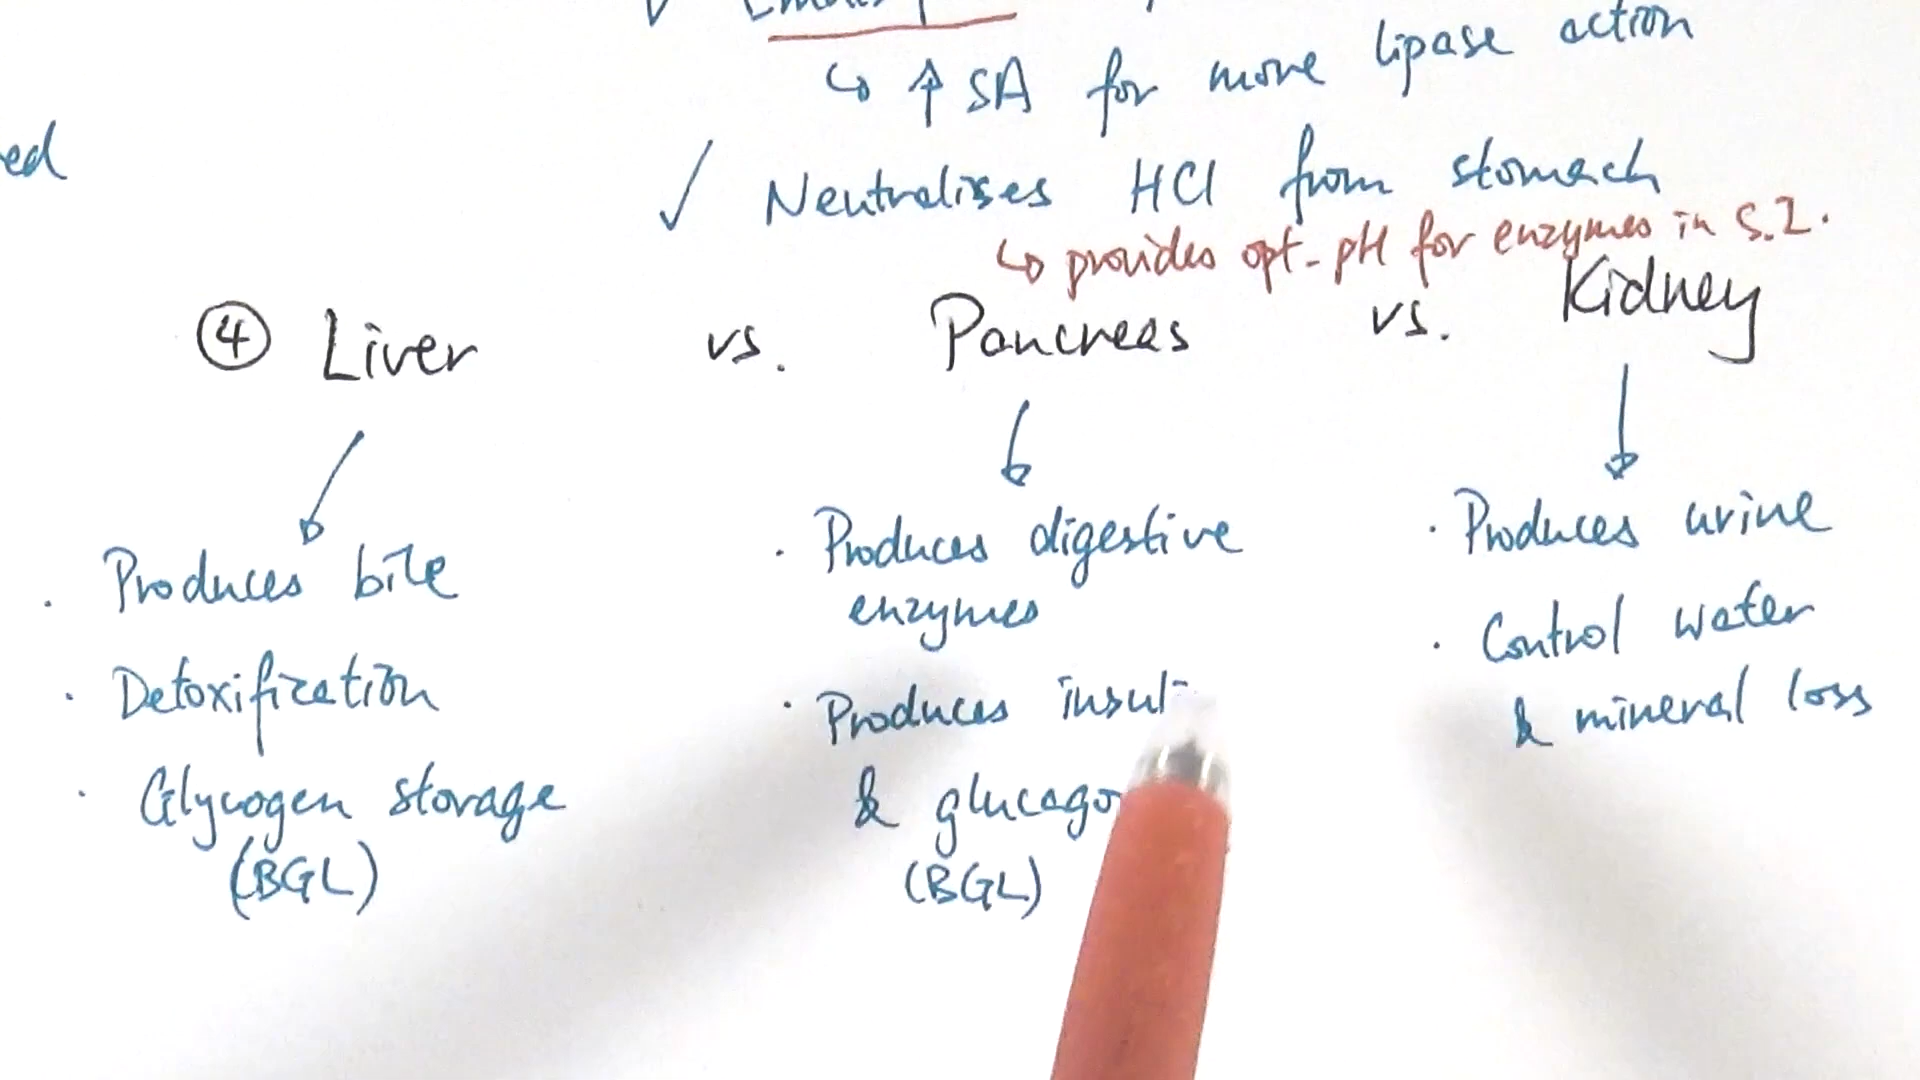 ↳ ↑ SA for more lipase action
ed
✓ Neutralises HCl from stomach
↳ provides opt. pH for enzymes in S.I.
④ Liver vs. Pancreas vs. Kidney
· Produces bile
· Detoxification
· Glycogen storage
(BGL)
· Produces digestive
enzymes
· Produces insul
& glucago
(BGL)
· Produces urine
· Control water
& mineral loss